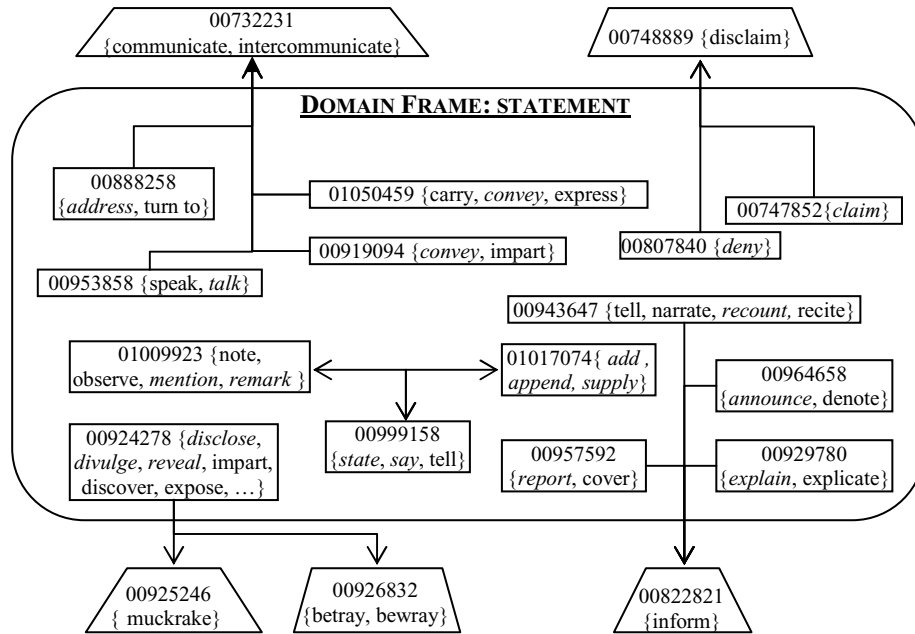 00732231
{communicate, intercommunicate}
00748889 {disclaim}
DOMAIN FRAME: STATEMENT
00888258
{address, turn to}
01050459 {carry, convey, express}
00747852{claim}
00919094 {convey, impart}
00807840 {deny}
00953858 {speak, talk}
00943647 {tell, narrate, recount, recite}
01009923 {note,
observe, mention, remark }
01017074{ add ,
append, supply}
00964658
{announce, denote}
00924278 {disclose,
divulge, reveal, impart,
discover, expose, …}
00999158
{state, say, tell}
00957592
{report, cover}
00929780
{explain, explicate}
00925246
{ muckrake}
00926832
{betray, bewray}
00822821
{inform}